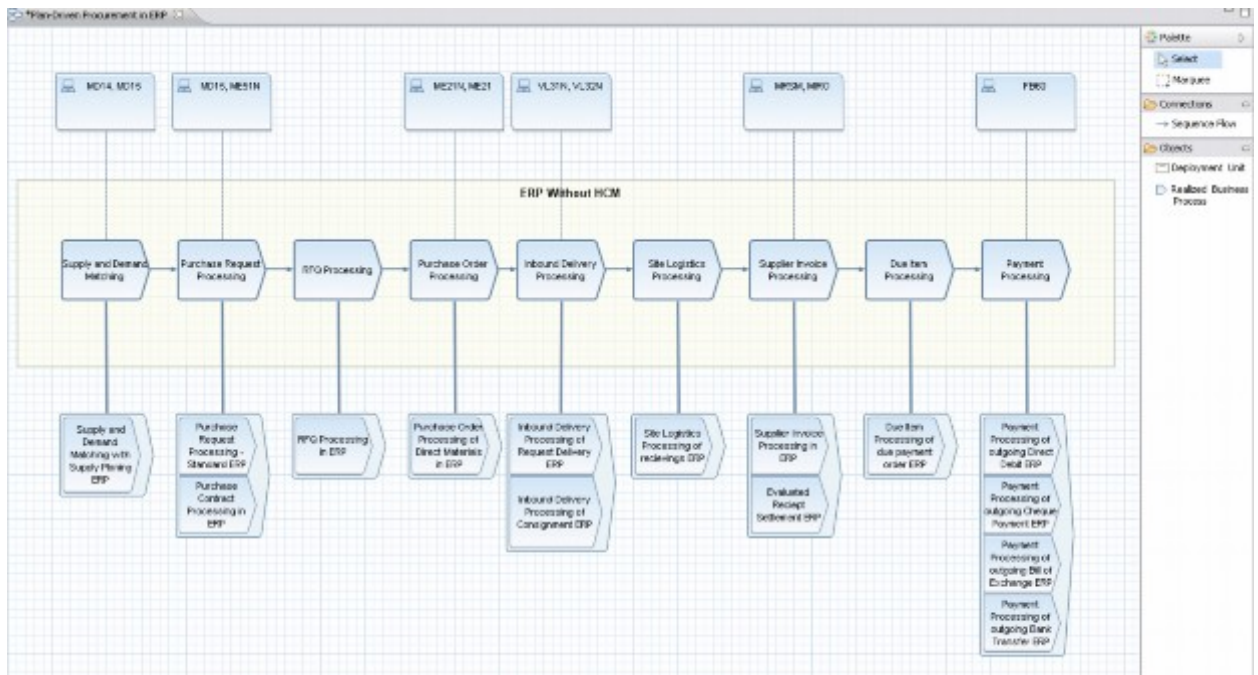 *Plan-Driven Procurement in ERP
Palette
Select
Marquee
Connections
Sequence Flow
Objects
Deployment Unit
Realized Business
Process
MD14, MD15
MD15, ME51N
ME21N, ME21
VL31N, VL32N
MRSM, MIRO
FB60
ERP Without HCM
Supply and Demand
Matching
Purchase Request
Processing
RFQ Processing
Purchase Order
Processing
Inbound Delivery
Processing
Site Logistics
Processing
Supplier Invoice
Processing
Due Item
Processing
Payment
Processing
Supply and
Demand
Matching with
Supply Planing
ERP
Purchase
Request
Processing -
Standard ERP
Purchase
Contract
Processing in
ERP
RFQ Processing
in ERP
Purchase Order
Processing of
Direct Materials
in ERP
Inbound Delivery
Processing of
Request Delivery
ERP
Inbound Delivery
Processing of
Consignment ERP
Site Logistics
Processing of
recievings ERP
Supplier Invoice
Processing in
ERP
Evaluated
Reciept
Settlement ERP
Due Item
Processing of
due payment
order ERP
Payment
Processing of
outgoing Direct
Debit ERP
Payment
Processing of
outgoing Cheque
Payment ERP
Payment
Processing of
outgoing Bill of
Exchange ERP
Payment
Processing of
outgoing Bank
Transfer ERP